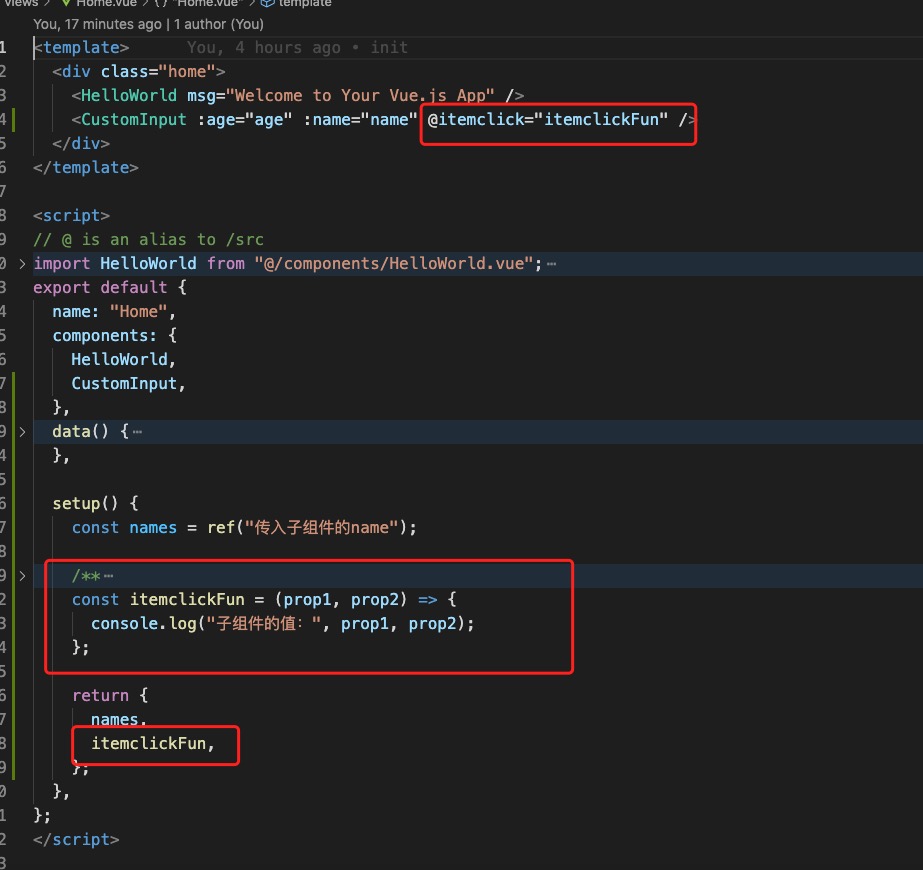 views > Home.vue > {} "Home.vue" > template
You, 17 minutes ago | 1 author (You)
1 <template> You, 4 hours ago • init
2 <div class="home">
3 <HelloWorld msg="Welcome to Your Vue.js App" />
4 <CustomInput :age="age" :name="name" @itemclick="itemclickFun" />
5 </div>
6 </template>
7
8 <script>
9 // @ is an alias to /src
0 > import HelloWorld from "@/components/HelloWorld.vue";⋯
3 export default {
4 name: "Home",
5 components: {
6 HelloWorld,
7 CustomInput,
8 },
9 > data() {⋯
4 },
5
6 setup() {
7 const names = ref("传入子组件的name");
8
9 > /**⋯
2 const itemclickFun = (prop1, prop2) => {
3 console.log("子组件的值：", prop1, prop2);
4 };
5
6 return {
7 names,
8 itemclickFun,
9 };
0 },
1 };
2 </script>
3